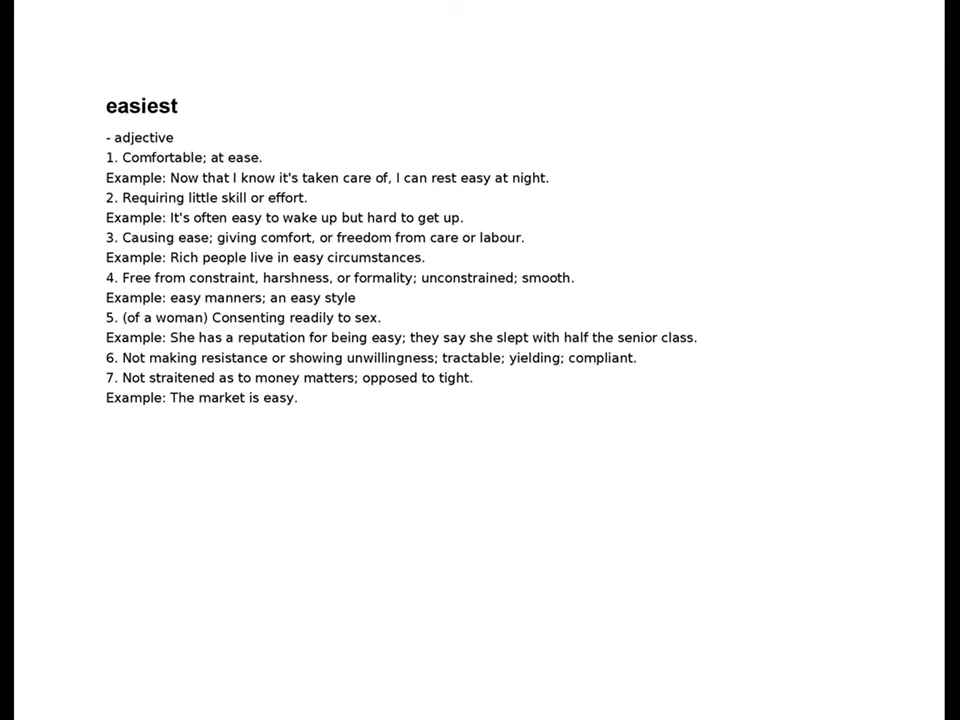 easiest
- adjective
1. Comfortable; at ease.
Example: Now that I know it's taken care of, I can rest easy at night.
2. Requiring little skill or effort.
Example: It's often easy to wake up but hard to get up.
3. Causing ease; giving comfort, or freedom from care or labour.
Example: Rich people live in easy circumstances.
4. Free from constraint, harshness, or formality; unconstrained; smooth.
Example: easy manners; an easy style
5. (of a woman) Consenting readily to sex.
Example: She has a reputation for being easy; they say she slept with half the senior class.
6. Not making resistance or showing unwillingness; tractable; yielding; compliant.
7. Not straitened as to money matters; opposed to tight.
Example: The market is easy.